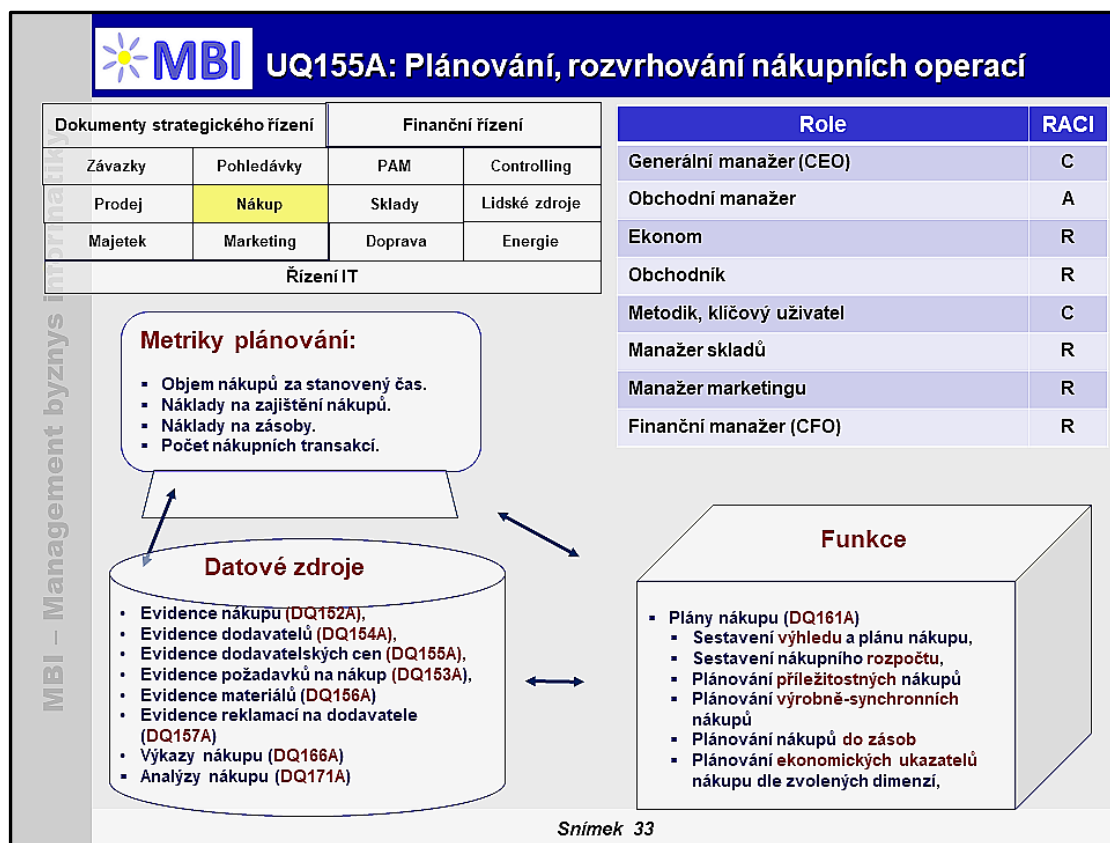 MBI
UQ155A: Plánování, rozvrhování nákupních operací
MBI – Management byznys informatiky
Dokumenty strategického řízení
Finanční řízení
Závazky
Pohledávky
PAM
Controlling
Prodej
Nákup
Sklady
Lidské zdroje
Majetek
Marketing
Doprava
Energie
Řízení IT
Role RACI
Generální manažer (CEO) C
Obchodní manažer A
Ekonom R
Obchodník R
Metodik, klíčový uživatel C
Manažer skladů R
Manažer marketingu R
Finanční manažer (CFO) R
Metriky plánování:
▪ Objem nákupů za stanovený čas.
▪ Náklady na zajištění nákupů.
▪ Náklady na zásoby.
▪ Počet nákupních transakcí.
Datové zdroje
• Evidence nákupu (DQ152A),
• Evidence dodavatelů (DQ154A),
• Evidence dodavatelských cen (DQ155A),
• Evidence požadavků na nákup (DQ153A),
• Evidence materiálů (DQ156A)
• Evidence reklamací na dodavatele
(DQ157A)
• Výkazy nákupu (DQ166A)
• Analýzy nákupu (DQ171A)
Funkce
▪ Plány nákupu (DQ161A)
▪ Sestavení výhledu a plánu nákupu,
▪ Sestavení nákupního rozpočtu,
▪ Plánování příležitostných nákupů
▪ Plánování výrobně-synchronních
nákupů
▪ Plánování nákupů do zásob
▪ Plánování ekonomických ukazatelů
nákupu dle zvolených dimenzí,
Snímek 33